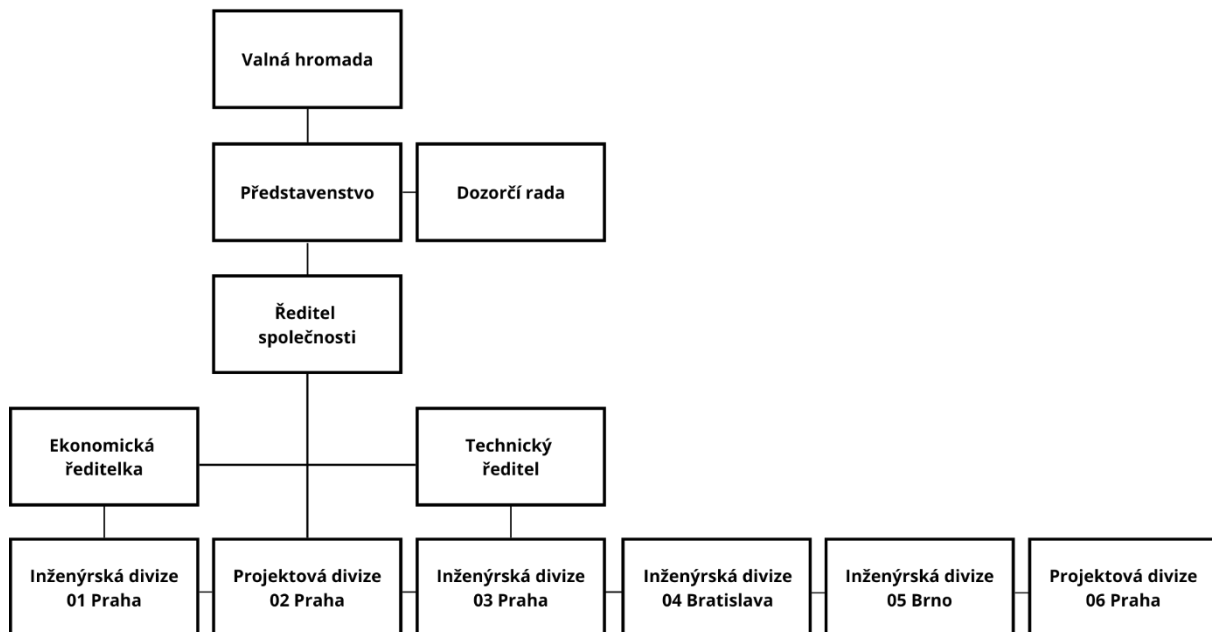 Valná hromada
Představenstvo
Dozorčí rada
Ředitel
společnosti
Ekonomická
ředitelka
Technický
ředitel
Inženýrská divize
01 Praha
Projektová divize
02 Praha
Inženýrská divize
03 Praha
Inženýrská divize
04 Bratislava
Inženýrská divize
05 Brno
Projektová divize
06 Praha